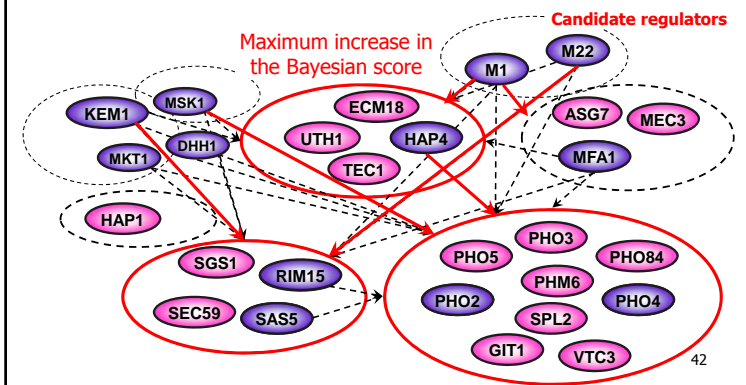 Candidate regulators
Maximum increase in
the Bayesian score
M22
M1
MSK1
KEM1
ECM18
ASG7
MEC3
UTH1
HAP4
DHH1
MKT1
MFA1
TEC1
HAP1
PHO3
SGS1
PHO5
PHO84
RIM15
PHM6
PHO2
PHO4
SEC59
SAS5
SPL2
GIT1
VTC3
42